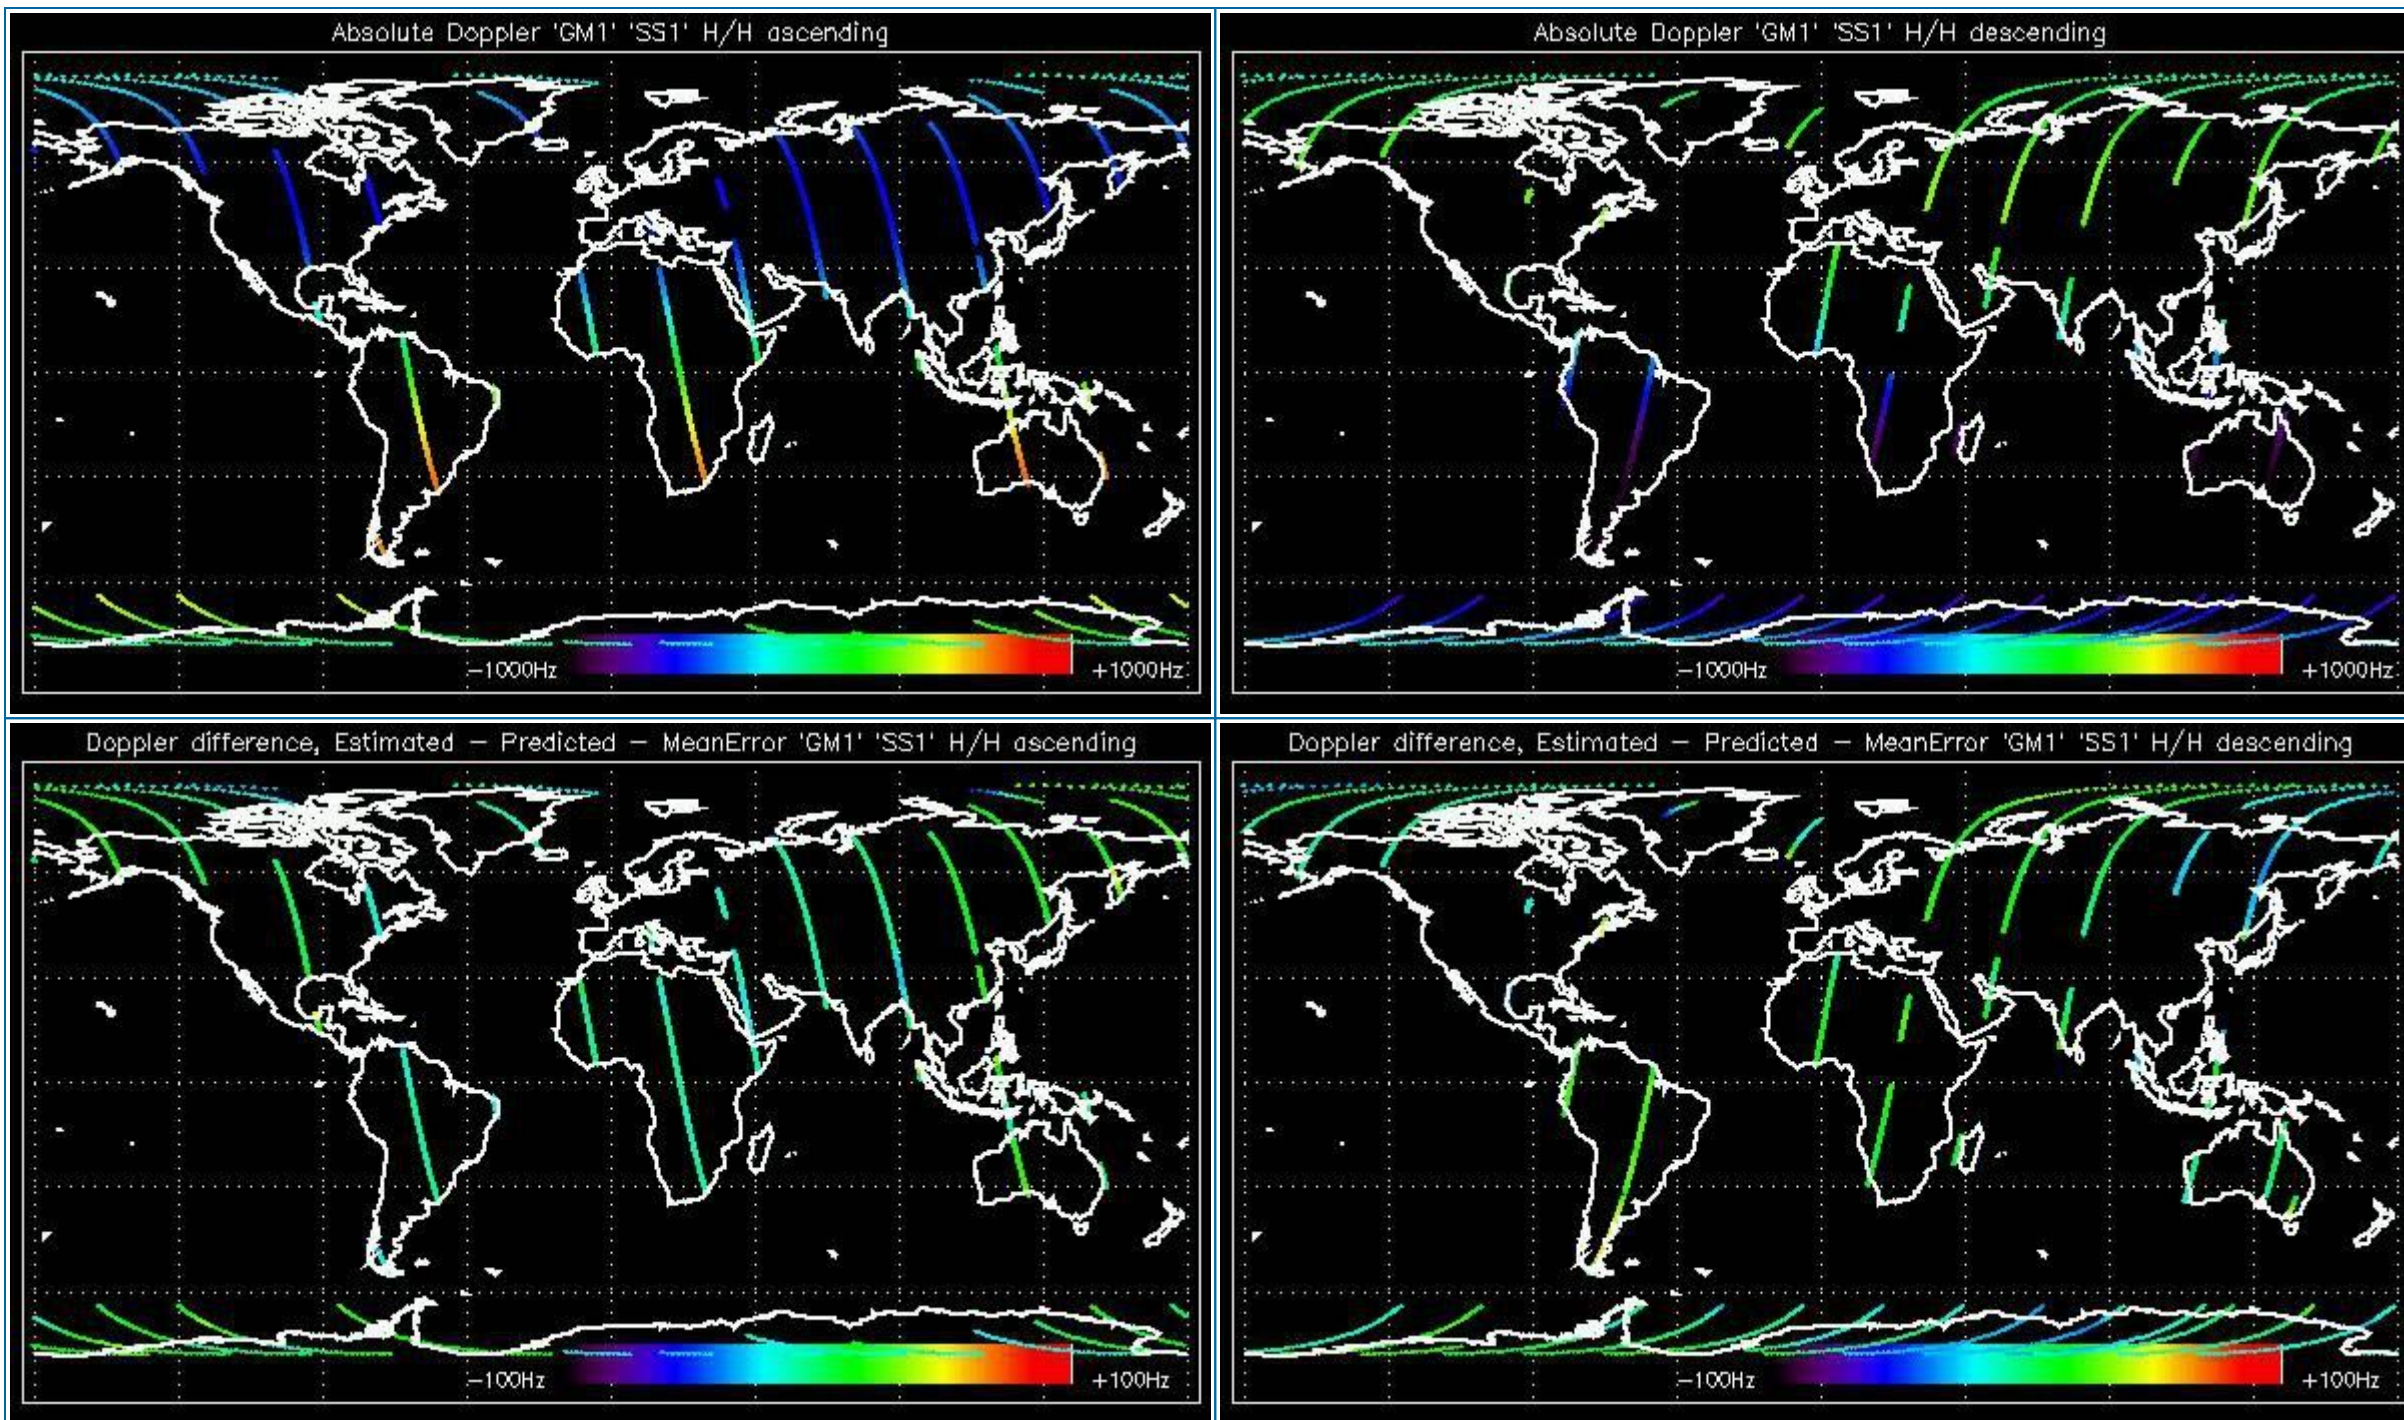 Absolute Doppler 'GM1' 'SS1' H/H ascending
−1000Hz
+1000Hz
Absolute Doppler 'GM1' 'SS1' H/H descending
−1000Hz
+1000Hz
Doppler difference, Estimated − Predicted − MeanError 'GM1' 'SS1' H/H ascending
−100Hz
+100Hz
Doppler difference, Estimated − Predicted − MeanError 'GM1' 'SS1' H/H descending
−100Hz
+100Hz